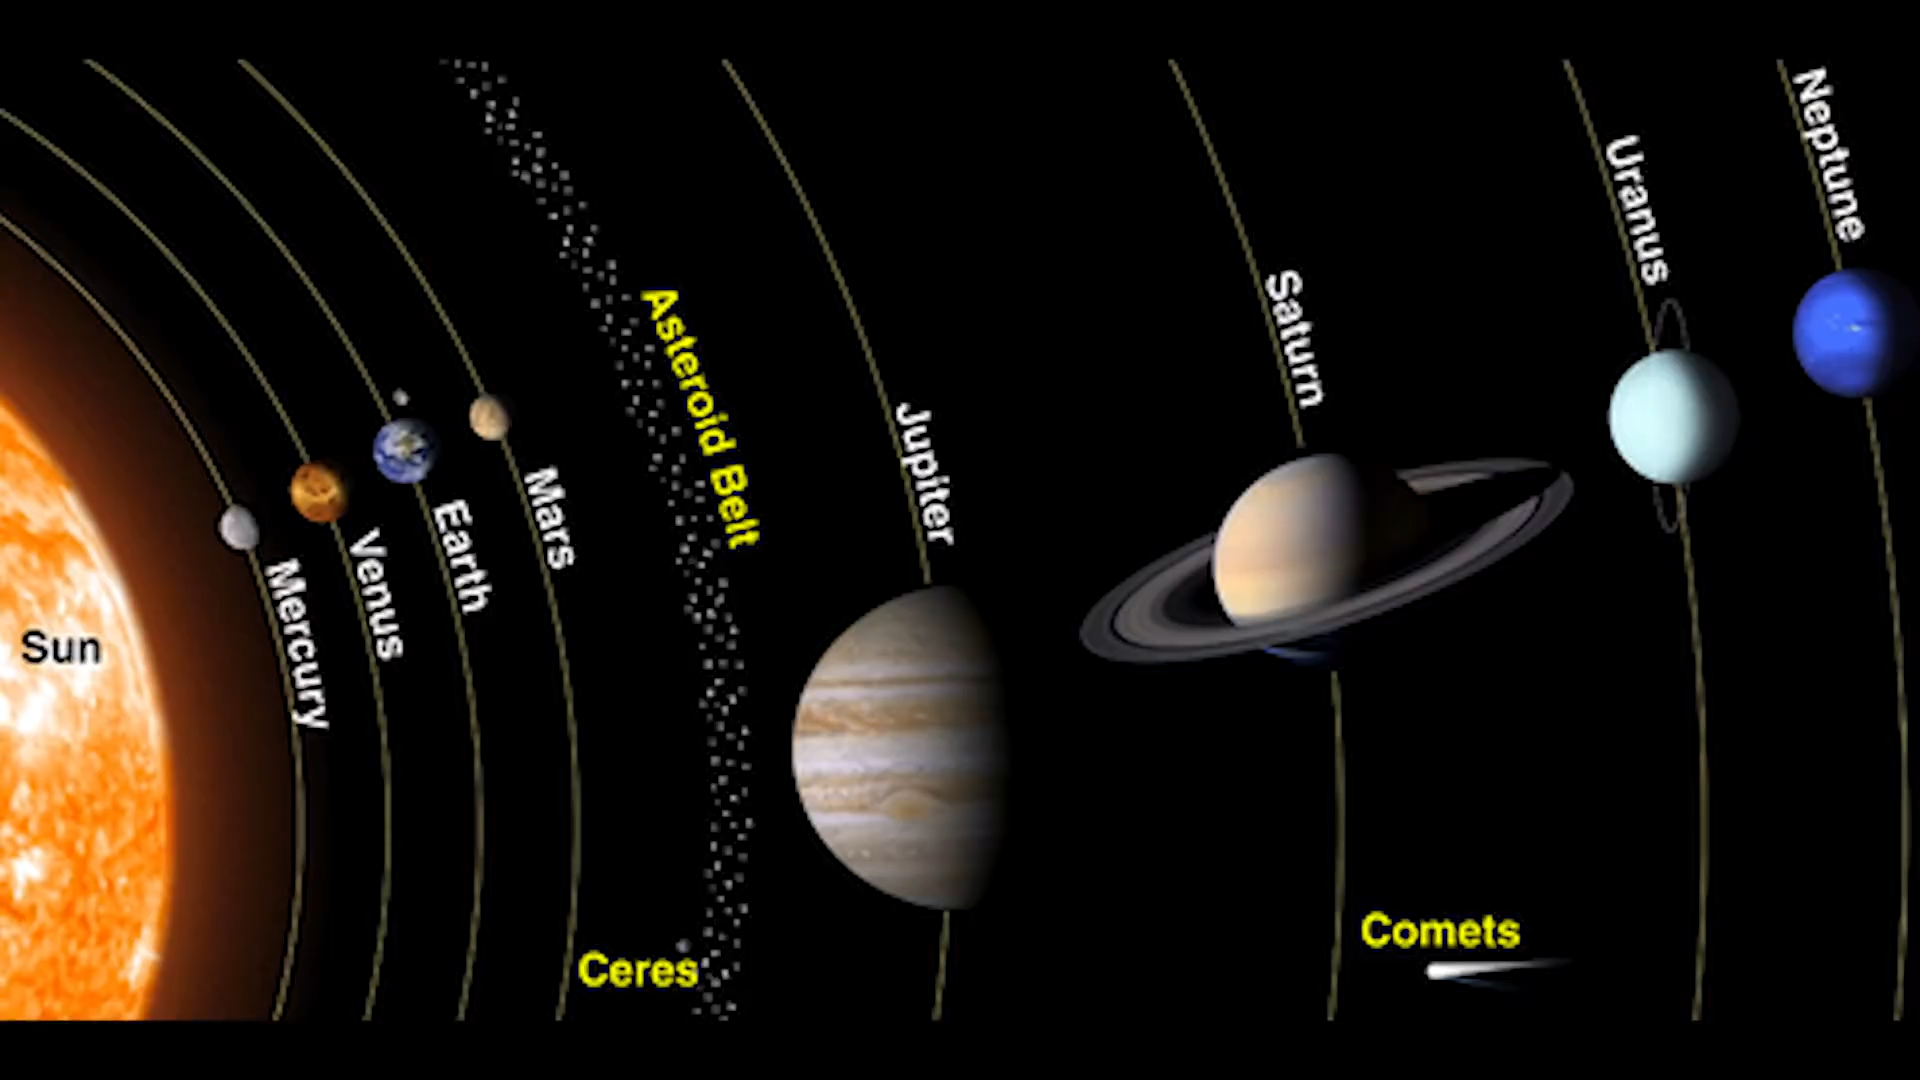 Sun
Mercury
Venus
Earth
Mars
Asteroid Belt
Ceres
Jupiter
Saturn
Comets
Uranus
Neptune